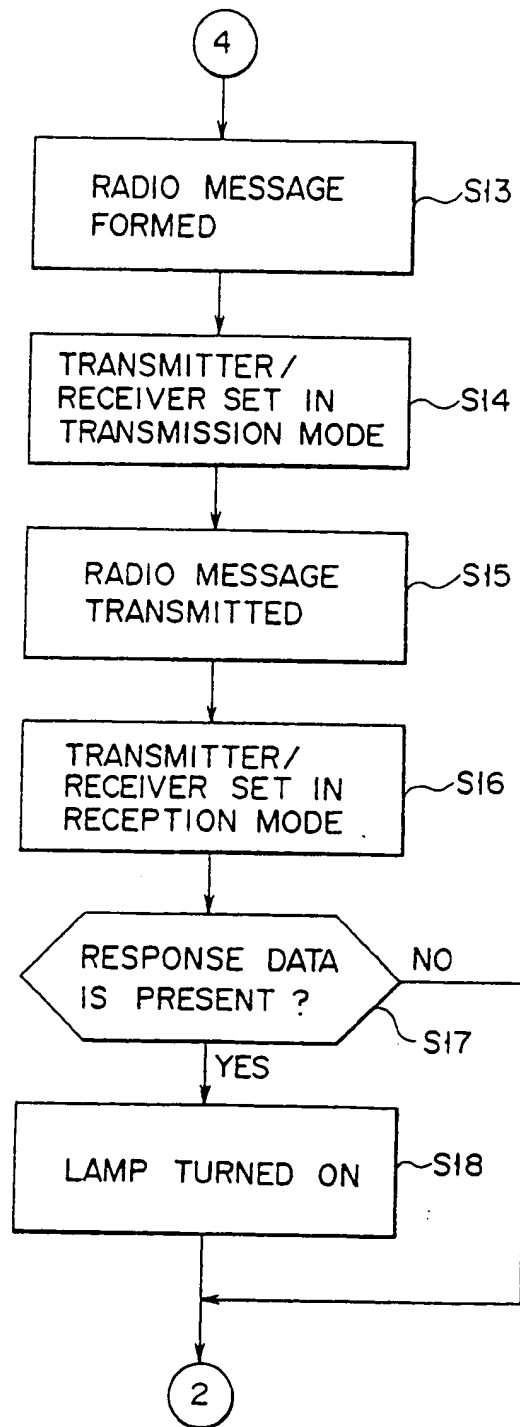 4
RADIO MESSAGE
FORMED
S13
TRANSMITTER/
RECEIVER SET IN
TRANSMISSION MODE
S14
RADIO MESSAGE
TRANSMITTED
S15
TRANSMITTER/
RECEIVER SET IN
RECEPTION MODE
S16
RESPONSE DATA
IS PRESENT ?
NO
S17
YES
LAMP TURNED ON
S18
2